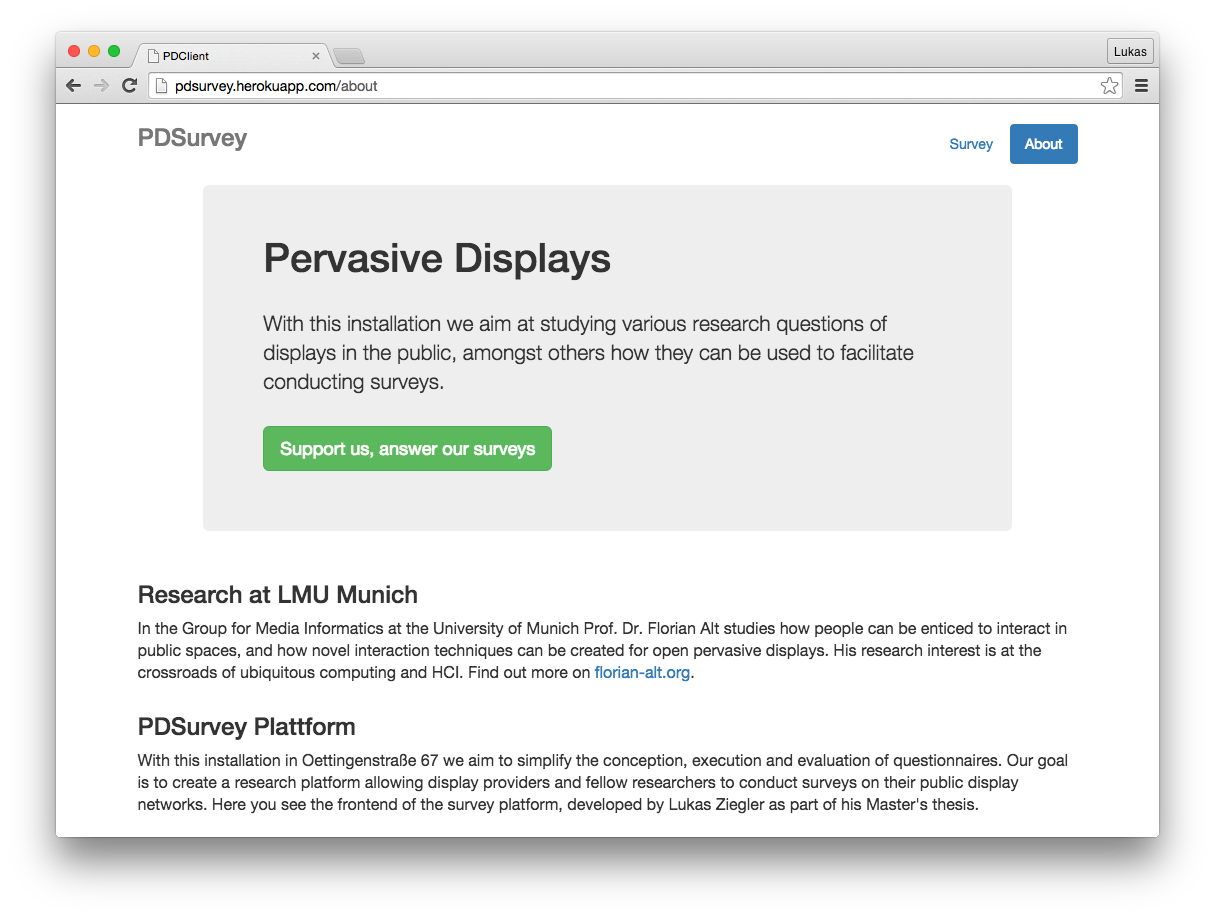 PDClient
Lukas
pdsurvey.herokuapp.com/about
PDSurvey
Survey
About
Pervasive Displays
With this installation we aim at studying various research questions of
displays in the public, amongst others how they can be used to facilitate
conducting surveys.
Support us, answer our surveys
Research at LMU Munich
In the Group for Media Informatics at the University of Munich Prof. Dr. Florian Alt studies how people can be enticed to interact in
public spaces, and how novel interaction techniques can be created for open pervasive displays. His research interest is at the
crossroads of ubiquitous computing and HCI. Find out more on florian-alt.org.
PDSurvey Plattform
With this installation in Oettingenstraße 67 we aim to simplify the conception, execution and evaluation of questionnaires. Our goal
is to create a research platform allowing display providers and fellow researchers to conduct surveys on their public display
networks. Here you see the frontend of the survey platform, developed by Lukas Ziegler as part of his Master's thesis.